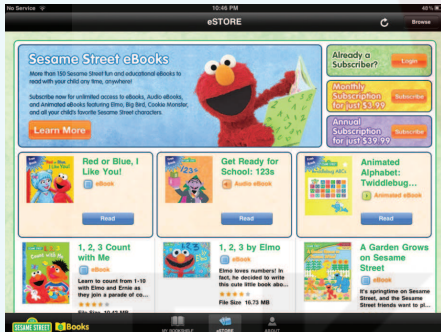 No Service
10:46 PM
48%
eSTORE
Browse
Sesame Street eBooks
More than 150 Sesame Street fun and educational eBooks to
read with your child any time, anywhere!
Subscribe now for unlimited access to eBooks, Audio eBooks,
and Animated eBooks featuring Elmo, Big Bird, Cookie Monster,
and all your child's favorite Sesame Street characters.
Learn More
Already a
Subscriber?
Login
Monthly
Subscription
for just $3.99
Subscribe
Annual
Subscription
for just $39.99
Subscribe
Red or Blue, I
Like You!
eBook
Read
Get Ready for
School: 123s
Audio eBook
Read
Animated
Alphabet:
Twiddlebug...
Animated eBook
Read
1, 2, 3 Count
with Me
eBook
Learn to count from 1-10
with Elmo and Ernie as
they join a parade of co...
File Size 10.42 MB
1, 2, 3 by Elmo
eBook
Elmo loves numbers! In
fact, he decided to write
this cute little book abo...
File Size 16.73 MB
A Garden Grows
on Sesame
Street
eBook
It's springtime on Sesame
Street, and the Sesame
Street friends want to pl...
SESAME STREET
eBooks
MY BOOKSHELF
eSTORE
ABOUT